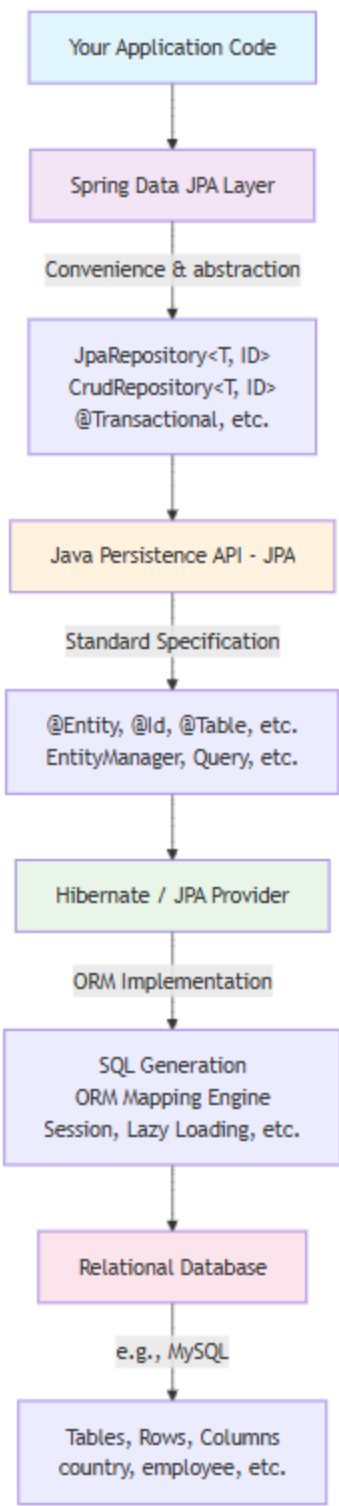 Your Application Code
Spring Data JPA Layer
Convenience & abstraction
JpaRepository<T, ID>
CrudRepository<T, ID>
@Transactional, etc.
Java Persistence API - JPA
Standard Specification
@Entity, @Id, @Table, etc.
EntityManager, Query, etc.
Hibernate / JPA Provider
ORM Implementation
SQL Generation
ORM Mapping Engine
Session, Lazy Loading, etc.
Relational Database
e.g., MySQL
Tables, Rows, Columns
country, employee, etc.